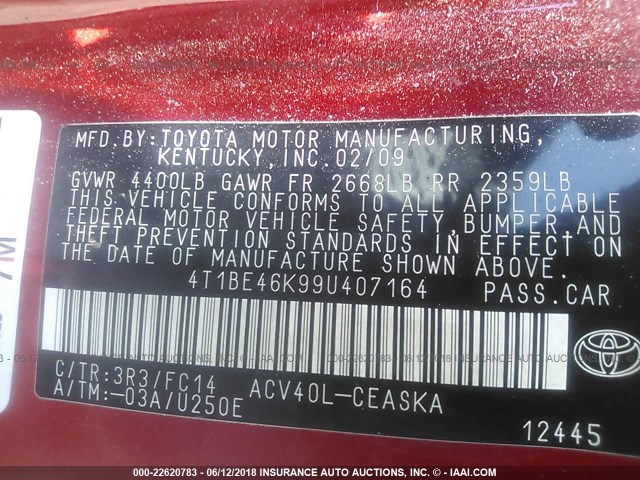 MFD.BY:TOYOTA MOTOR MANUFACTURING,
KENTUCKY,INC.02/09
GVWR 4400LB GAWR FR 2668LB RR 2359LB
THIS VEHICLE CONFORMS TO ALL APPLICABLE
FEDERAL MOTOR VEHICLE SAFETY,BUMPER,AND
THEFT PREVENTION STANDARDS IN EFFECT ON
THE DATE OF MANUFACTURE SHOWN ABOVE.
4T1BE46K99U407164 PASS.CAR
C/TR:3R3/FC14 ACV40L-CEASKA
A/TM:-03A/U250E
12445
TOYOTA
7M
000-22620783 - 06/12/2018 INSURANCE AUTO AUCTIONS, INC. - © - IAAI.COM